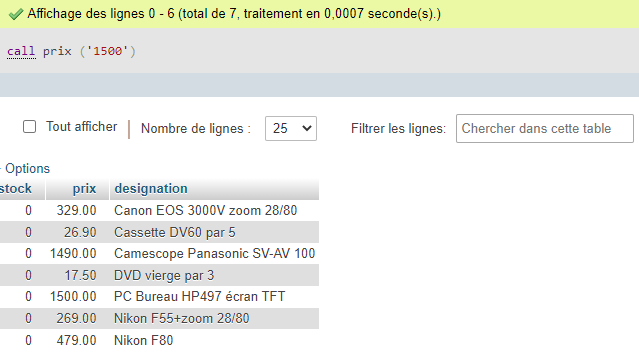 Affichage des lignes 0 - 6 (total de 7, traitement en 0,0007 seconde(s).)
call prix ('1500')
Tout afficher Nombre de lignes : 25 Filtrer les lignes: Chercher dans cette table
Options
stock prix designation
0 329.00 Canon EOS 3000V zoom 28/80
0 26.90 Cassette DV60 par 5
0 1490.00 Camescope Panasonic SV-AV 100
0 17.50 DVD vierge par 3
0 1500.00 PC Bureau HP497 écran TFT
0 269.00 Nikon F55+zoom 28/80
0 479.00 Nikon F80